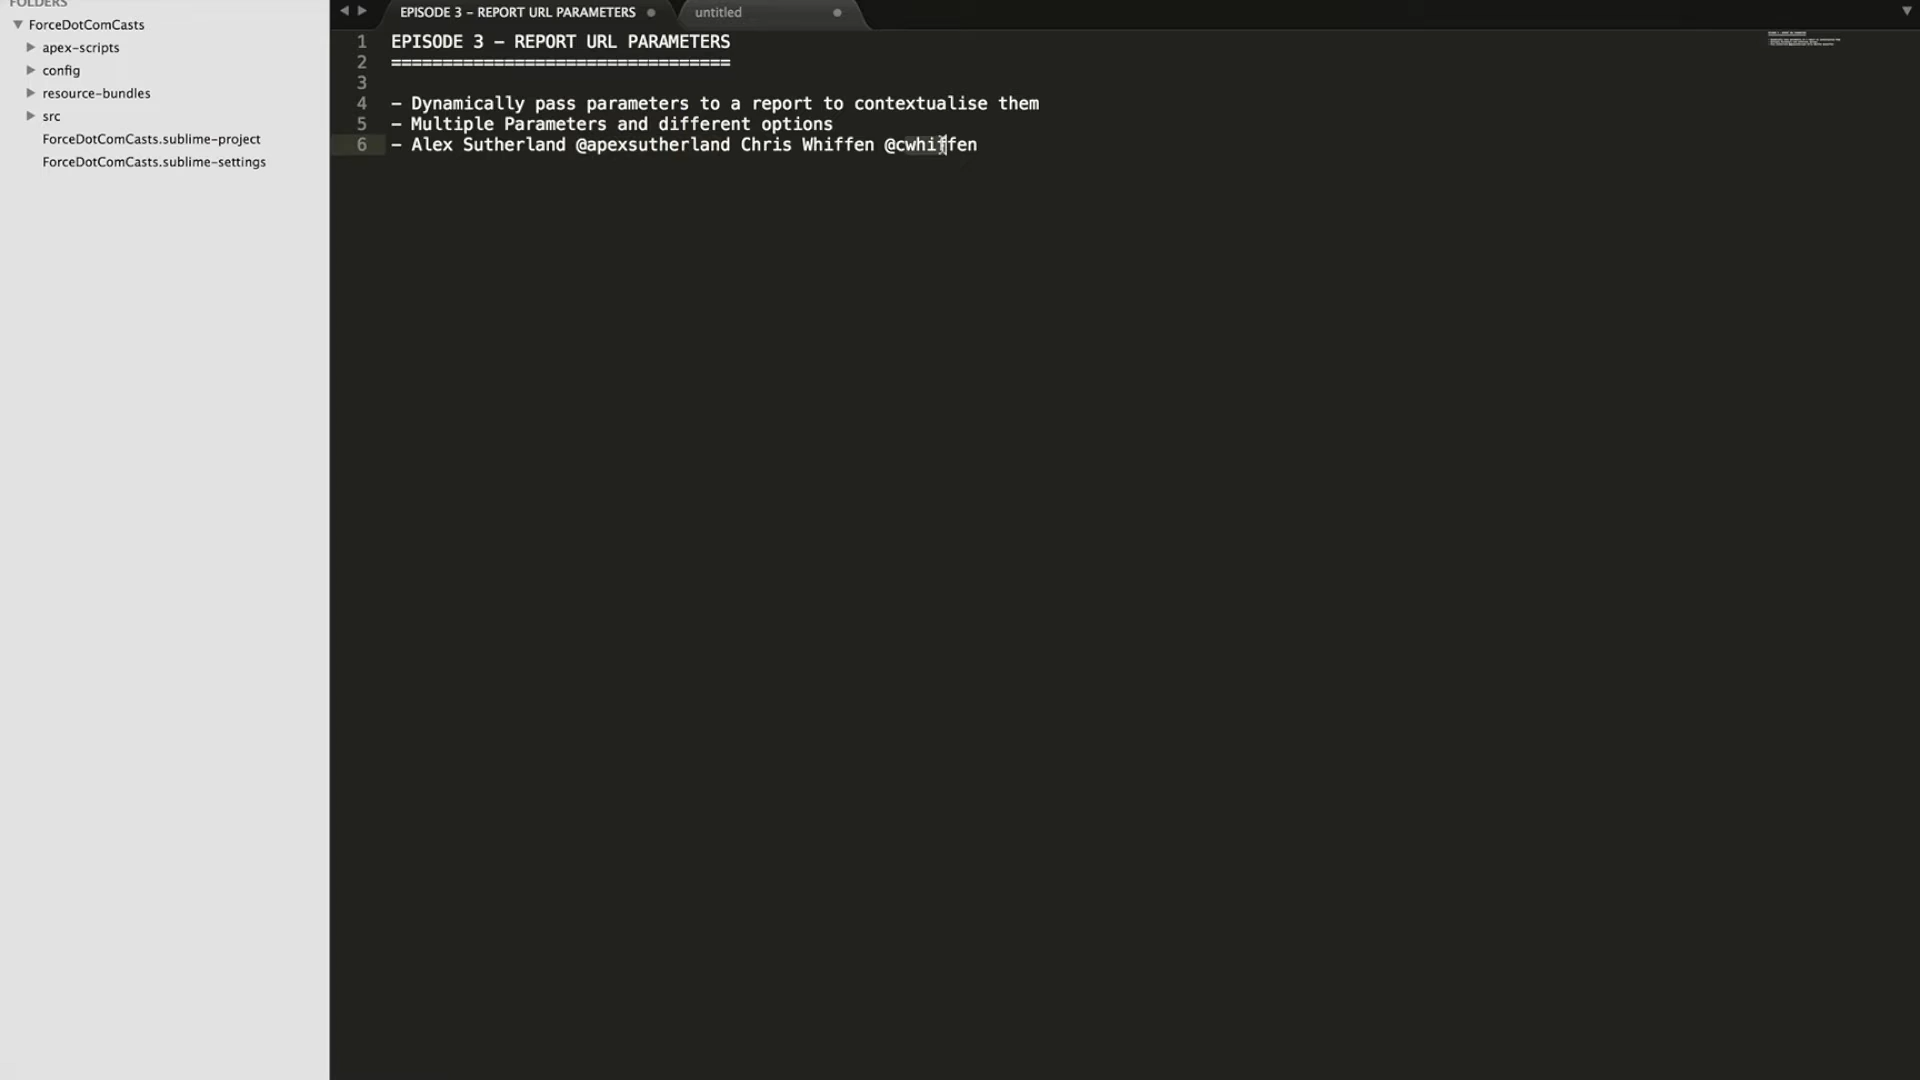 FOLDERS
ForceDotComCasts
apex-scripts
config
resource-bundles
src
ForceDotComCasts.sublime-project
ForceDotComCasts.sublime-settings
EPISODE 3 - REPORT URL PARAMETERS
untitled
1 EPISODE 3 - REPORT URL PARAMETERS
2 =================================
3
4 - Dynamically pass parameters to a report to contextualise them
5 - Multiple Parameters and different options
6 - Alex Sutherland @apexsutherland Chris Whiffen @cwhiffen